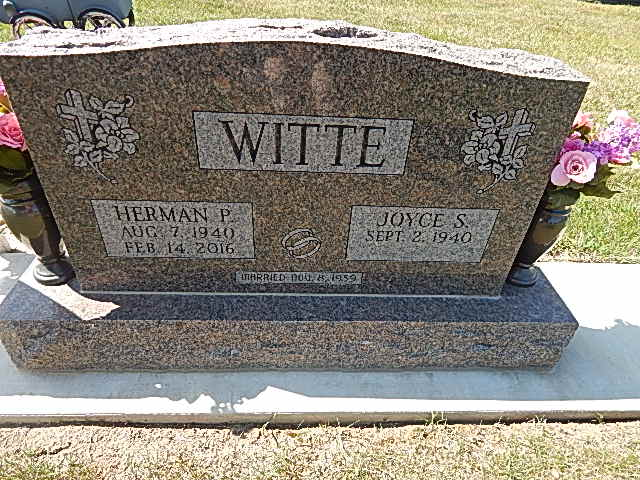 WITTE
HERMAN P.
AUG. 7, 1940
FEB. 14, 2016
JOYCE S.
SEPT. 2, 1940
MARRIED NOV. 8, 1959